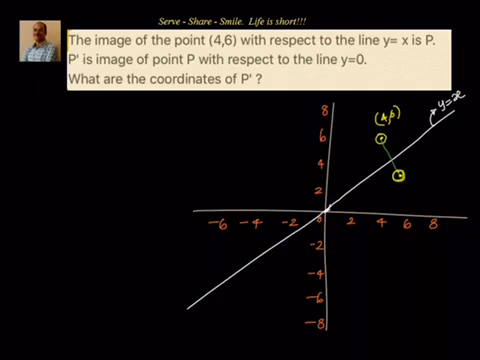 Serve - Share - Smile. Life is short!!!
The image of the point (4,6) with respect to the line y= x is P.
P' is image of point P with respect to the line y=0.
What are the coordinates of P' ?
8
y=x
6
4
2
-6 -4 -2 0 2 4 6 8
-2
-4
-6
-8